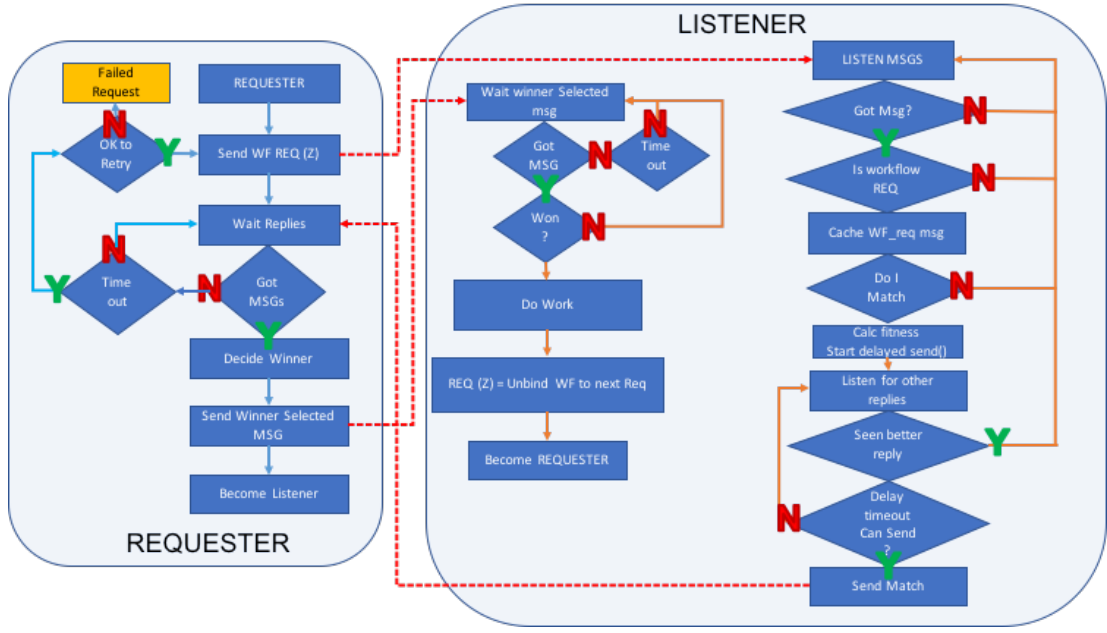 REQUESTER
Failed
Request
N
OK to
Retry
Y
REQUESTER
Send WF REQ (Z)
Wait Replies
N
Time
out
Y
N
Got
MSGs
Y
Decide Winner
Send Winner Selected
MSG
Become Listener
LISTENER
Wait winner Selected
msg
Got
MSG
N
N
Time
out
Y
Won
?
N
Do Work
REQ (Z) = Unbind WF to next Req
Become REQUESTER
LISTEN MSGS
Got Msg?
N
Y
Is workflow
REQ
N
Cache WF_req msg
Do I
Match
N
Calc fitness
Start delayed send()
Listen for other
replies
Seen better
reply
Y
Delay
timeout
Can Send
?
N
Y
Send Match